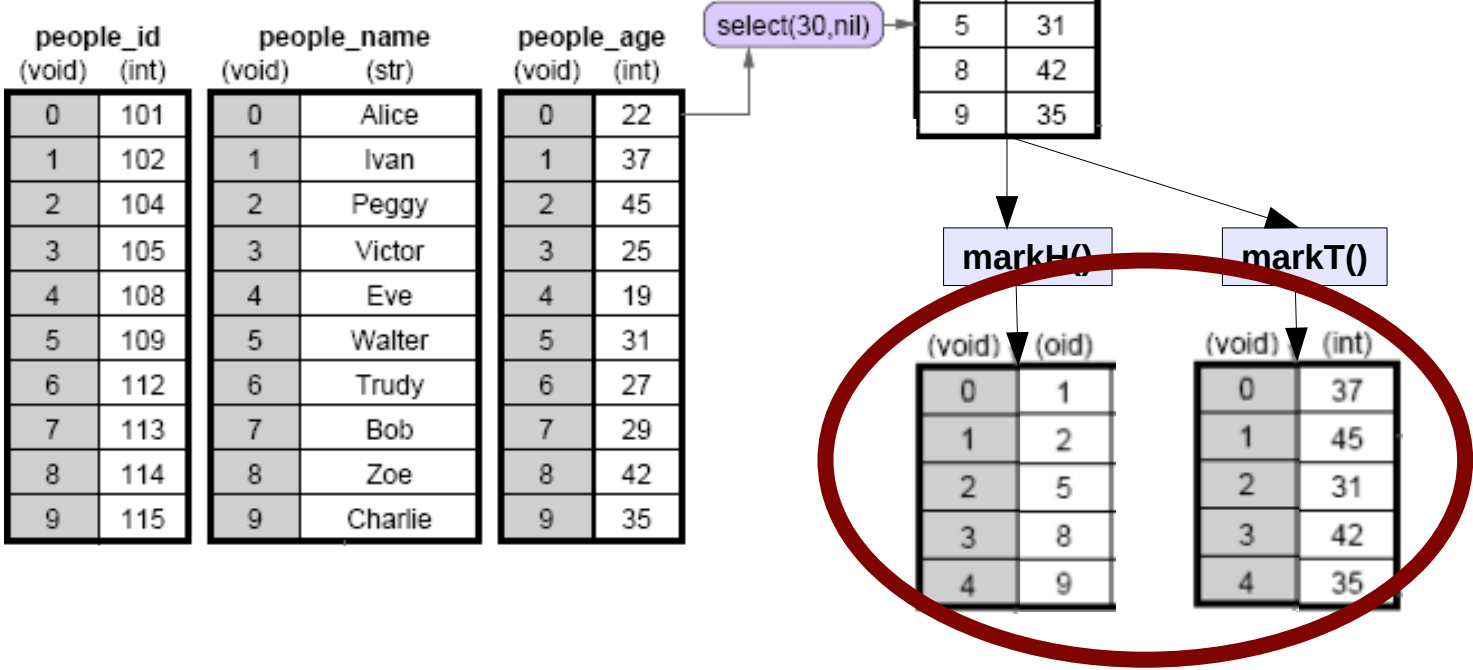 people_id people_name people_age
(void) (int) (void) (str) (void) (int)
0 101 0 Alice 0 22
1 102 1 Ivan 1 37
2 104 2 Peggy 2 45
3 105 3 Victor 3 25
4 108 4 Eve 4 19
5 109 5 Walter 5 31
6 112 6 Trudy 6 27
7 113 7 Bob 7 29
8 114 8 Zoe 8 42
9 115 9 Charlie 9 35
select(30,nil)
5 31
8 42
9 35
markH() markT()
(void) (oid) (void) (int)
0 1 0 37
1 2 1 45
2 5 2 31
3 8 3 42
4 9 4 35